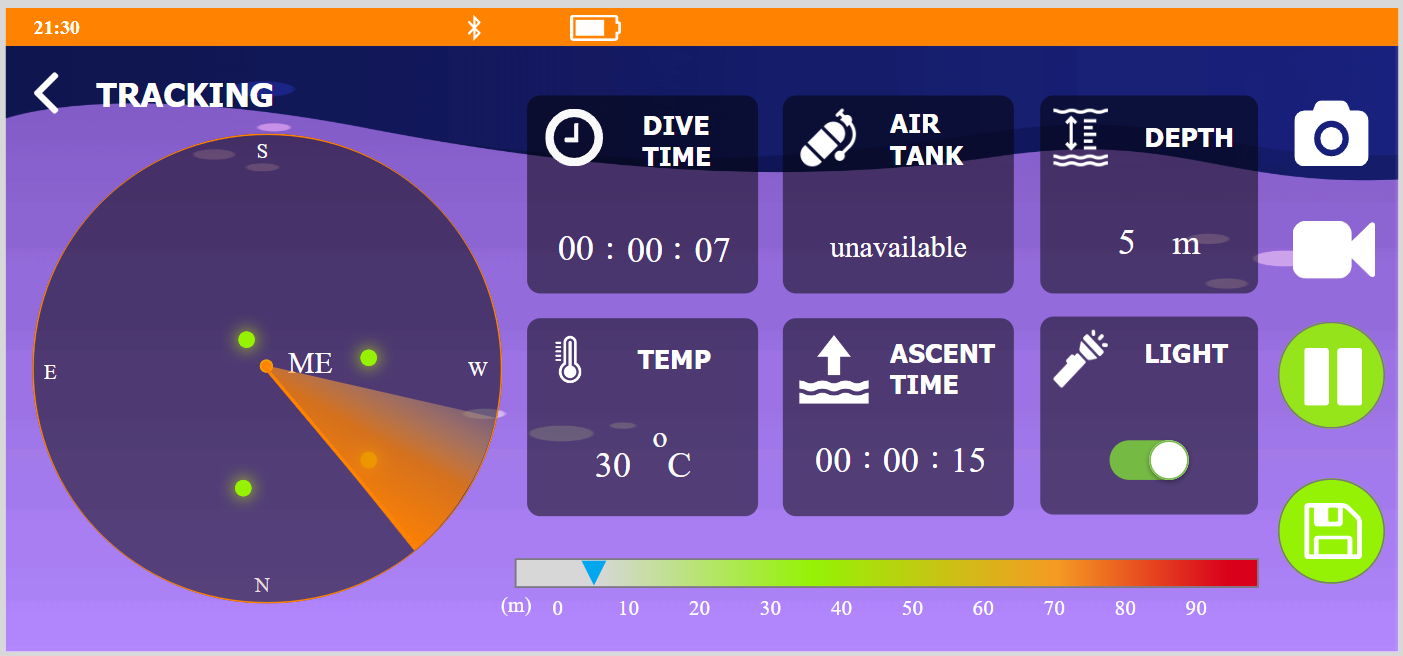 21:30
TRACKING
S
E
ME
W
N
DIVE
TIME
00 : 00 : 07
AIR
TANK
unavailable
DEPTH
5 m
TEMP
30 °C
ASCENT
TIME
00 : 00 : 15
LIGHT
(m) 0 10 20 30 40 50 60 70 80 90